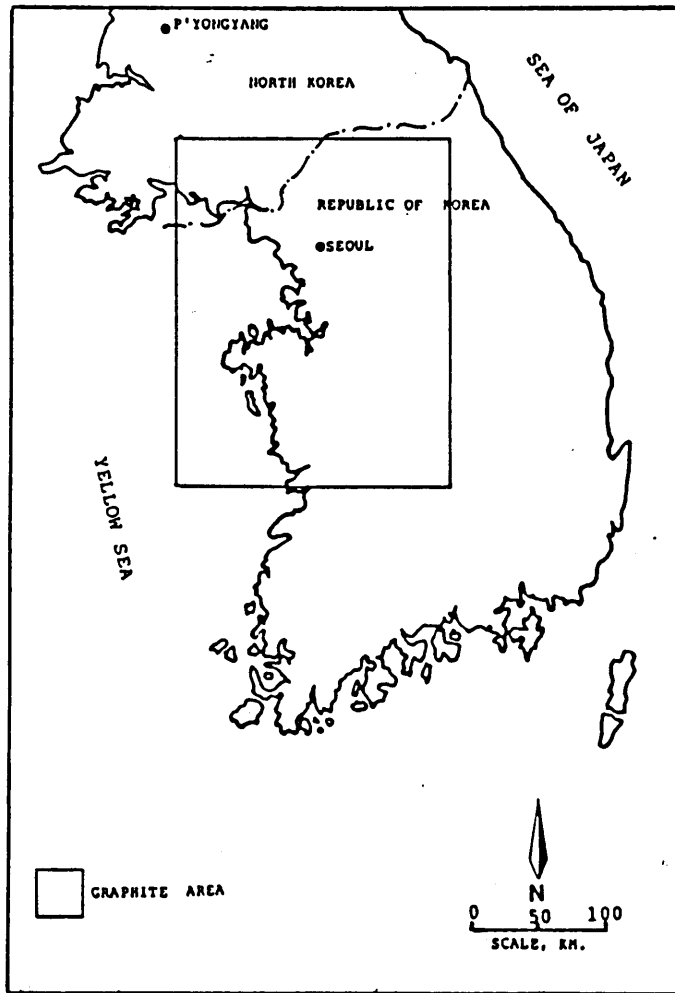 P'YONGYANG
NORTH KOREA
SEA OF JAPAN
REPUBLIC OF KOREA
SEOUL
YELLOW SEA
GRAPHITE AREA
N
0 50 100
SCALE, KM.